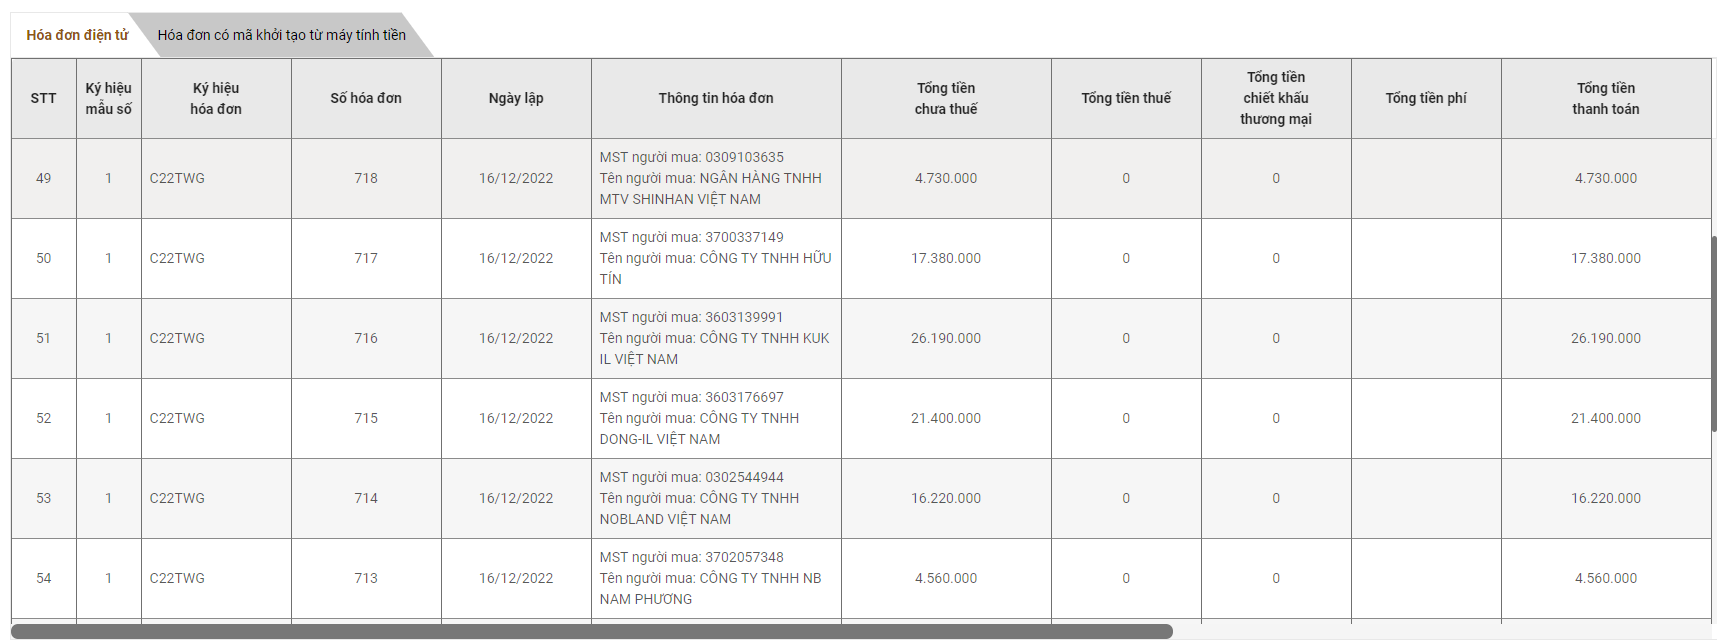 Hóa đơn điện tử
Hóa đơn có mã khởi tạo từ máy tính tiền
STT
Ký hiệu
mẫu số
Ký hiệu
hóa đơn
Số hóa đơn
Ngày lập
Thông tin hóa đơn
Tổng tiền
chưa thuế
Tổng tiền thuế
Tổng tiền
chiết khấu
thương mại
Tổng tiền phí
Tổng tiền
thanh toán
49
1
C22TWG
718
16/12/2022
MST người mua: 0309103635
Tên người mua: NGÂN HÀNG TNHH
MTV SHINHAN VIỆT NAM
4.730.000
0
0
4.730.000
50
1
C22TWG
717
16/12/2022
MST người mua: 3700337149
Tên người mua: CÔNG TY TNHH HỮU
TÍN
17.380.000
0
0
17.380.000
51
1
C22TWG
716
16/12/2022
MST người mua: 3603139991
Tên người mua: CÔNG TY TNHH KUK
IL VIỆT NAM
26.190.000
0
0
26.190.000
52
1
C22TWG
715
16/12/2022
MST người mua: 3603176697
Tên người mua: CÔNG TY TNHH
DONG-IL VIỆT NAM
21.400.000
0
0
21.400.000
53
1
C22TWG
714
16/12/2022
MST người mua: 0302544944
Tên người mua: CÔNG TY TNHH
NOBLAND VIỆT NAM
16.220.000
0
0
16.220.000
54
1
C22TWG
713
16/12/2022
MST người mua: 3702057348
Tên người mua: CÔNG TY TNHH NB
NAM PHƯƠNG
4.560.000
0
0
4.560.000